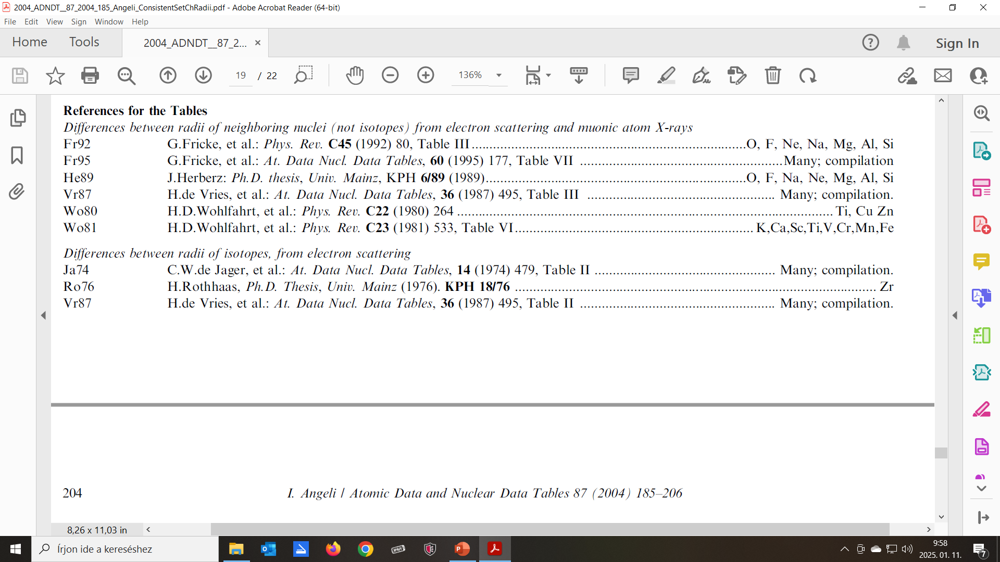 2004_ADNDT__87_2004_185_Angeli_ConsistentSetChRadii.pdf - Adobe Acrobat Reader (64-bit)
File Edit View Sign Window Help
Home Tools 2004_ADNDT__87_2... × Sign In
19 / 22 136%
References for the Tables
Differences between radii of neighboring nuclei (not isotopes) from electron scattering and muonic atom X-rays
Fr92 G.Fricke, et al.: Phys. Rev. C45 (1992) 80, Table III ........ O, F, Ne, Na, Mg, Al, Si
Fr95 G.Fricke, et al.: At. Data Nucl. Data Tables, 60 (1995) 177, Table VII ........ Many; compilation
He89 J.Herberz: Ph.D. thesis, Univ. Mainz, KPH 6/89 (1989) ........ O, F, Na, Ne, Mg, Al, Si
Vr87 H.de Vries, et al.: At. Data Nucl. Data Tables, 36 (1987) 495, Table III ........ Many; compilation.
Wo80 H.D.Wohlfahrt, et al.: Phys. Rev. C22 (1980) 264 ........ Ti, Cu Zn
Wo81 H.D.Wohlfahrt, et al.: Phys. Rev. C23 (1981) 533, Table VI ........ K,Ca,Sc,Ti,V,Cr,Mn,Fe
Differences between radii of isotopes, from electron scattering
Ja74 C.W.de Jager, et al.: At. Data Nucl. Data Tables, 14 (1974) 479, Table II ........ Many; compilation.
Ro76 H.Rothhaas, Ph.D. Thesis, Univ. Mainz (1976). KPH 18/76 ........ Zr
Vr87 H.de Vries, et al.: At. Data Nucl. Data Tables, 36 (1987) 495, Table II ........ Many; compilation.
204 I. Angeli / Atomic Data and Nuclear Data Tables 87 (2004) 185–206
8,26 x 11,03 in
Írjon ide a kereséshez
9:58
2025. 01. 11.
7